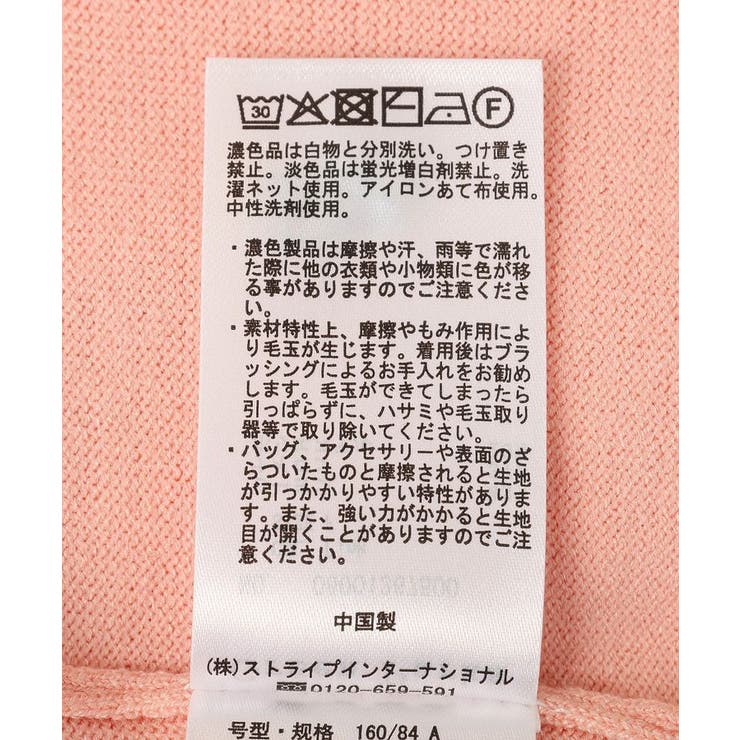 30 F
濃色品は白物と分別洗い。つけ置き
禁止。淡色品は蛍光増白剤禁止。洗
濯ネット使用。アイロンあて布使用。
中性洗剤使用。
・濃色製品は摩擦や汗、雨等で濡れ
た際に他の衣類や小物類に色が移
る事がありますのでご注意くださ
い。
・素材特性上、摩擦やもみ作用によ
り毛玉が生じます。着用後はブラ
ッシングによるお手入れをお勧め
します。毛玉ができてしまったら
引っぱらずに、ハサミや毛玉取り
器等で取り除いてください。
・バッグ、アクセサリーや表面のざ
らついたものと摩擦されると生地
が引っかかりやすい特性がありま
す。また、強い力がかかると生地
目が開くことがありますのでご注
意ください。
中国製
(株)ストライプインターナショナル
0120-659-591
号型・规格 160/84 A